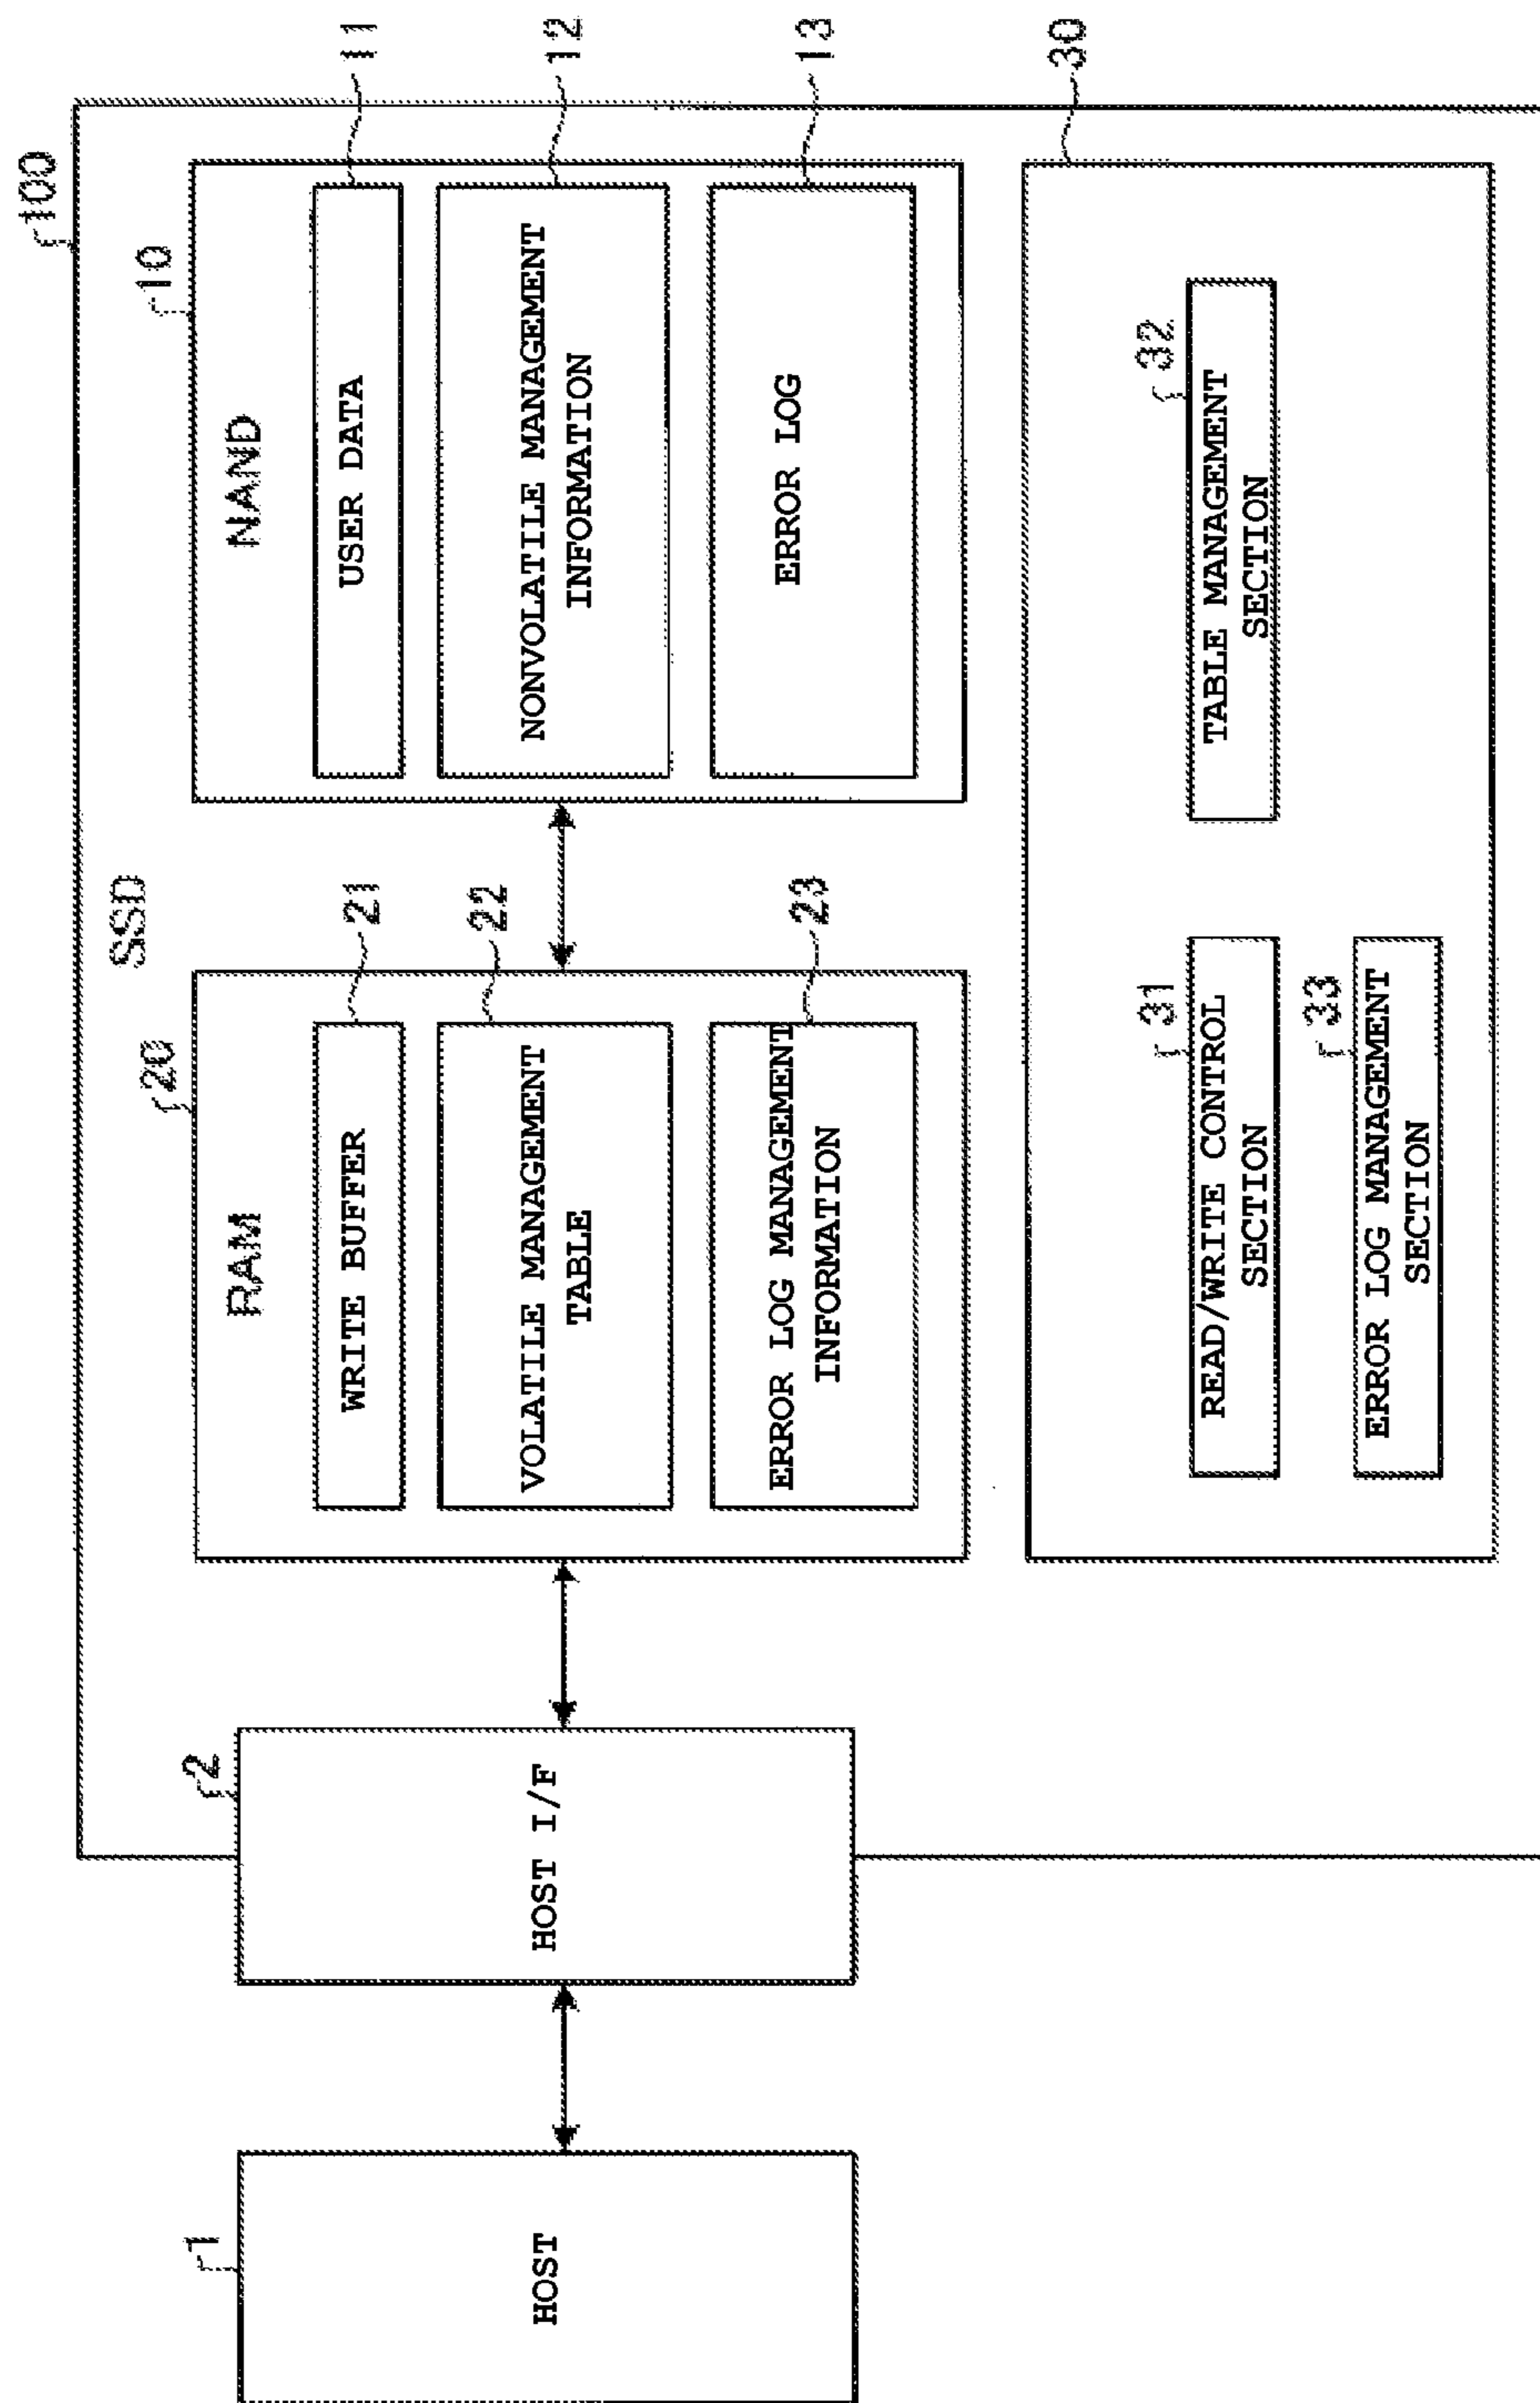 100
SSD
1
HOST
2
HOST I/F
20
RAM
WRITE BUFFER
21
VOLATILE MANAGEMENT
TABLE
22
ERROR LOG MANAGEMENT
INFORMATION
23
10
NAND
USER DATA
11
NONVOLATILE MANAGEMENT
INFORMATION
12
ERROR LOG
13
30
31
READ/WRITE CONTROL
SECTION
32
TABLE MANAGEMENT
SECTION
33
ERROR LOG MANAGEMENT
SECTION